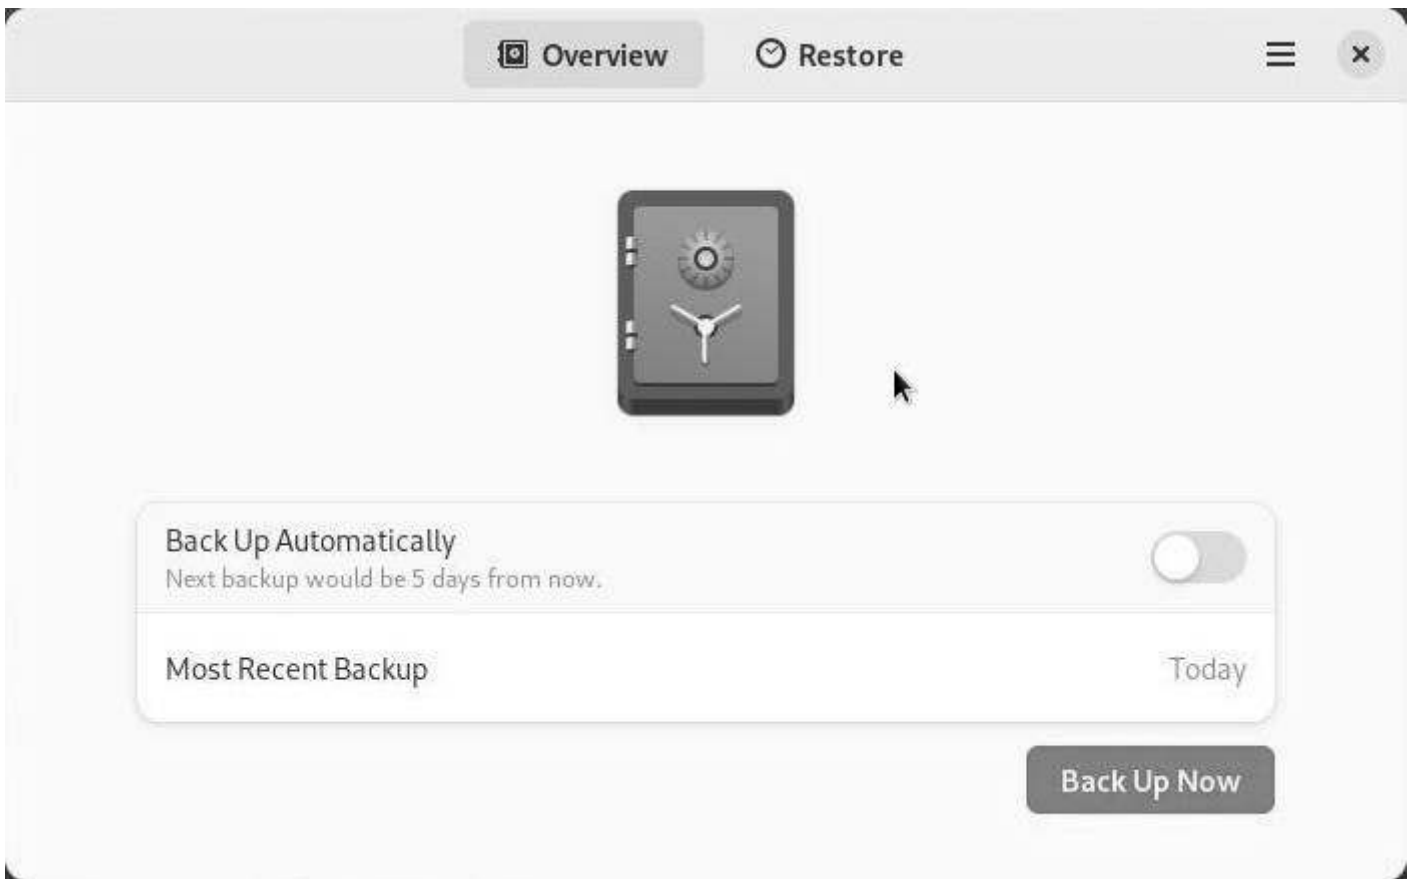 Overview
Restore
Back Up Automatically
Next backup would be 5 days from now.
Most Recent Backup
Today
Back Up Now